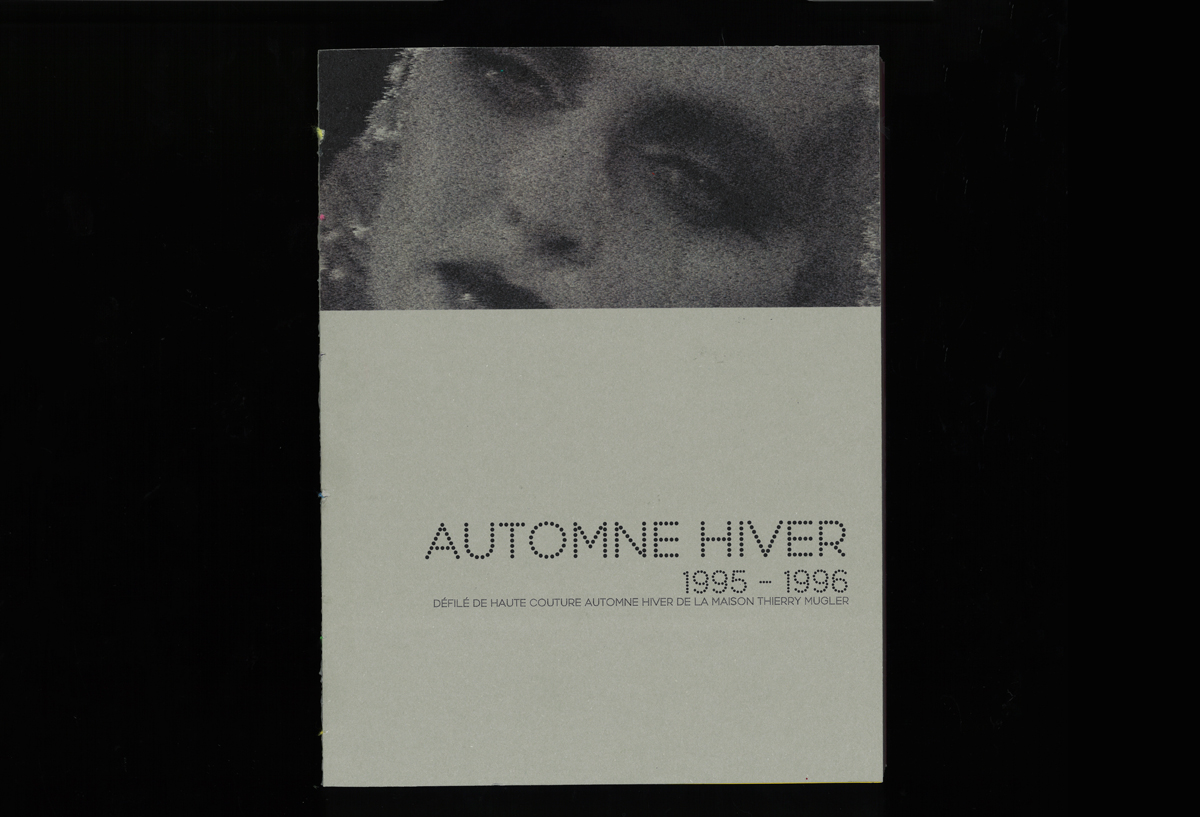 AUTOMNE HIVER
1995 - 1996
DÉFILÉ DE HAUTE COUTURE AUTOMNE HIVER DE LA MAISON THIERRY MUGLER